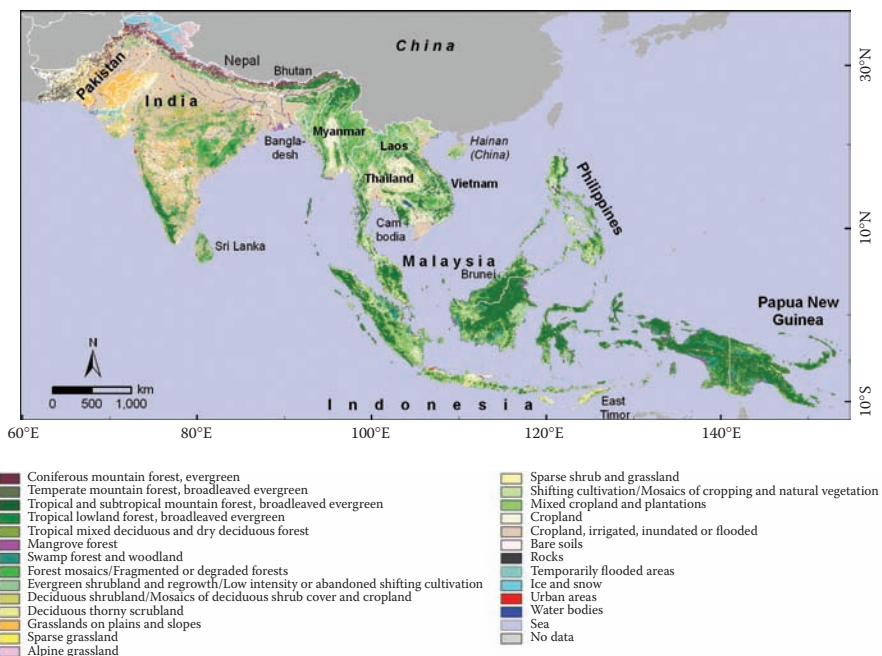 China
30°N
Nepal
Pakistan
Bhutan
India
Myanmar
Hainan
(China)
Bangla-
desh
Laos
Thailand
Vietnam
Philippines
10°N
Cam
bodia
Sri Lanka
Malaysia
Brunei
Papua New
Guinea
N
km
0 500 1,000
Indonesia
East
Timor
10°S
60°E 80°E 100°E 120°E 140°E
Coniferous mountain forest, evergreen
Temperate mountain forest, broadleaved evergreen
Tropical and subtropical mountain forest, broadleaved evergreen
Tropical lowland forest, broadleaved evergreen
Tropical mixed deciduous and dry deciduous forest
Mangrove forest
Swamp forest and woodland
Forest mosaics/Fragmented or degraded forests
Evergreen shrubland and regrowth/Low intensity or abandoned shifting cultivation
Deciduous shrubland/Mosaics of deciduous shrub cover and cropland
Deciduous thorny scrubland
Grasslands on plains and slopes
Sparse grassland
Alpine grassland
Sparse shrub and grassland
Shifting cultivation/Mosaics of cropping and natural vegetation
Mixed cropland and plantations
Cropland
Cropland, irrigated, inundated or flooded
Bare soils
Rocks
Temporarily flooded areas
Ice and snow
Urban areas
Water bodies
Sea
No data